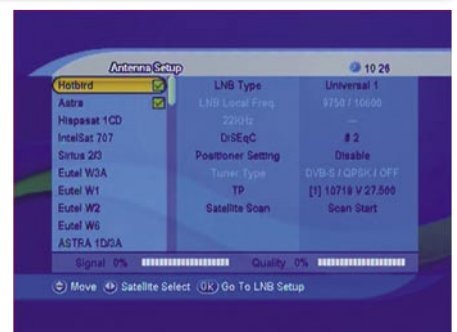 Antenna Setup 10 26
Hotbird LNB Type Universal 1
Astra LNB Local Freq. 9750 / 10600
Hispasat 1CD 22KHz ---
IntelSat 707 DiSEqC # 2
Sirius 2/3 Positioner Setting Disable
Eutel W3A Tuner Type DVB-S / QPSK / OFF
Eutel W1 TP [1] 10719 V 27.500
Eutel W2 Satellite Scan Scan Start
Eutel W6
ASTRA 1D/3A
Signal 0% Quality 0%
Move Satellite Select OK Go To LNB Setup